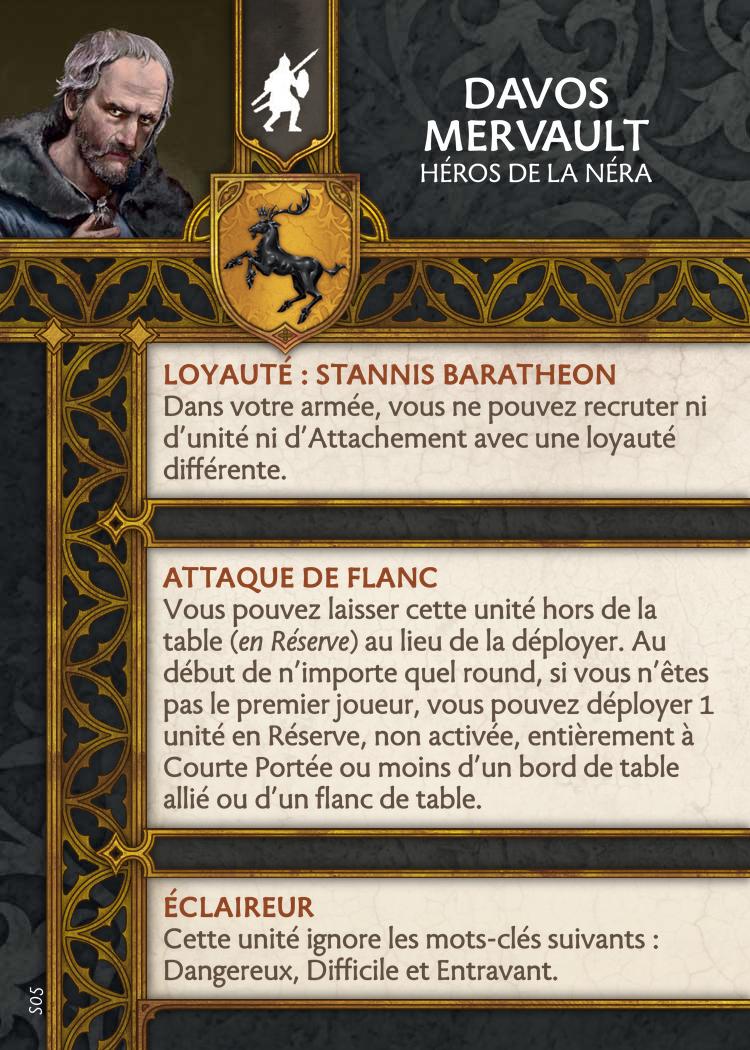 DAVOS
MERVAULT
HÉROS DE LA NÉRA
LOYAUTÉ : STANNIS BARATHEON
Dans votre armée, vous ne pouvez recruter ni
d’unité ni d’Attachement avec une loyauté
différente.
ATTAQUE DE FLANC
Vous pouvez laisser cette unité hors de la
table (en Réserve) au lieu de la déployer. Au
début de n’importe quel round, si vous n’êtes
pas le premier joueur, vous pouvez déployer 1
unité en Réserve, non activée, entièrement à
Courte Portée ou moins d’un bord de table
allié ou d’un flanc de table.
ÉCLAIREUR
Cette unité ignore les mots-clés suivants :
Dangereux, Difficile et Entravant.
S05